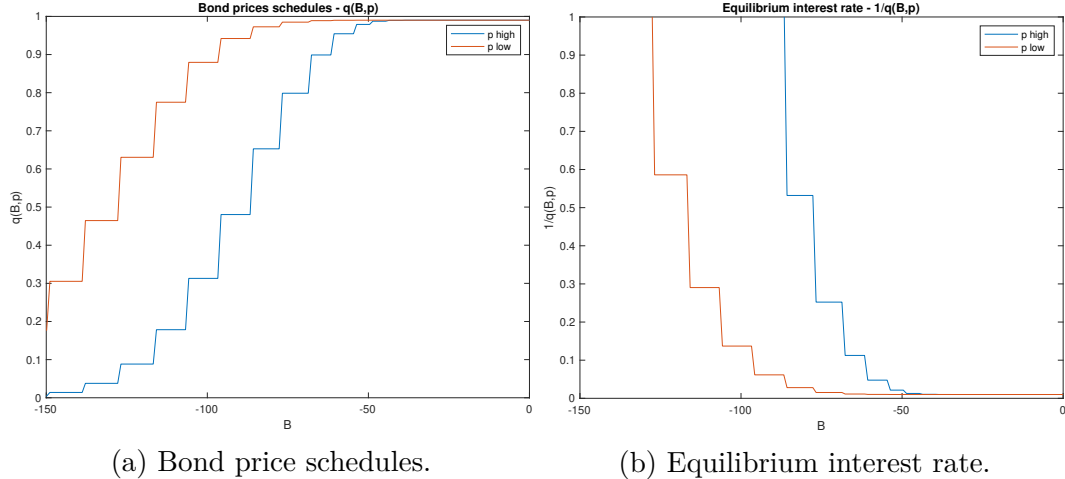 Bond prices schedules - q(B,p)
q(B,p)
1
0.9
0.8
0.7
0.6
0.5
0.4
0.3
0.2
0.1
0
-150
-100
-50
0
B
p high
p low
(a) Bond price schedules.
Equilibrium interest rate - 1/q(B,p)
1/q(B,p)
1
0.9
0.8
0.7
0.6
0.5
0.4
0.3
0.2
0.1
0
-150
-100
-50
0
B
p high
p low
(b) Equilibrium interest rate.